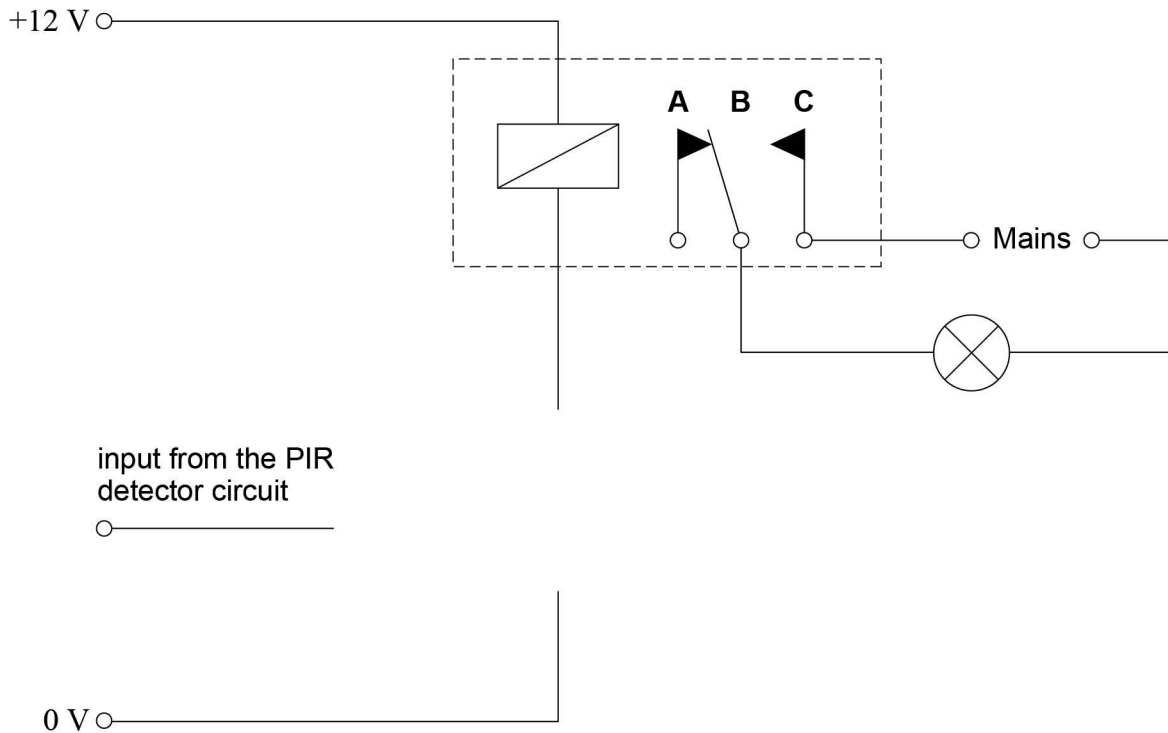 +12 V
A B C
Mains
input from the PIR
detector circuit
0 V